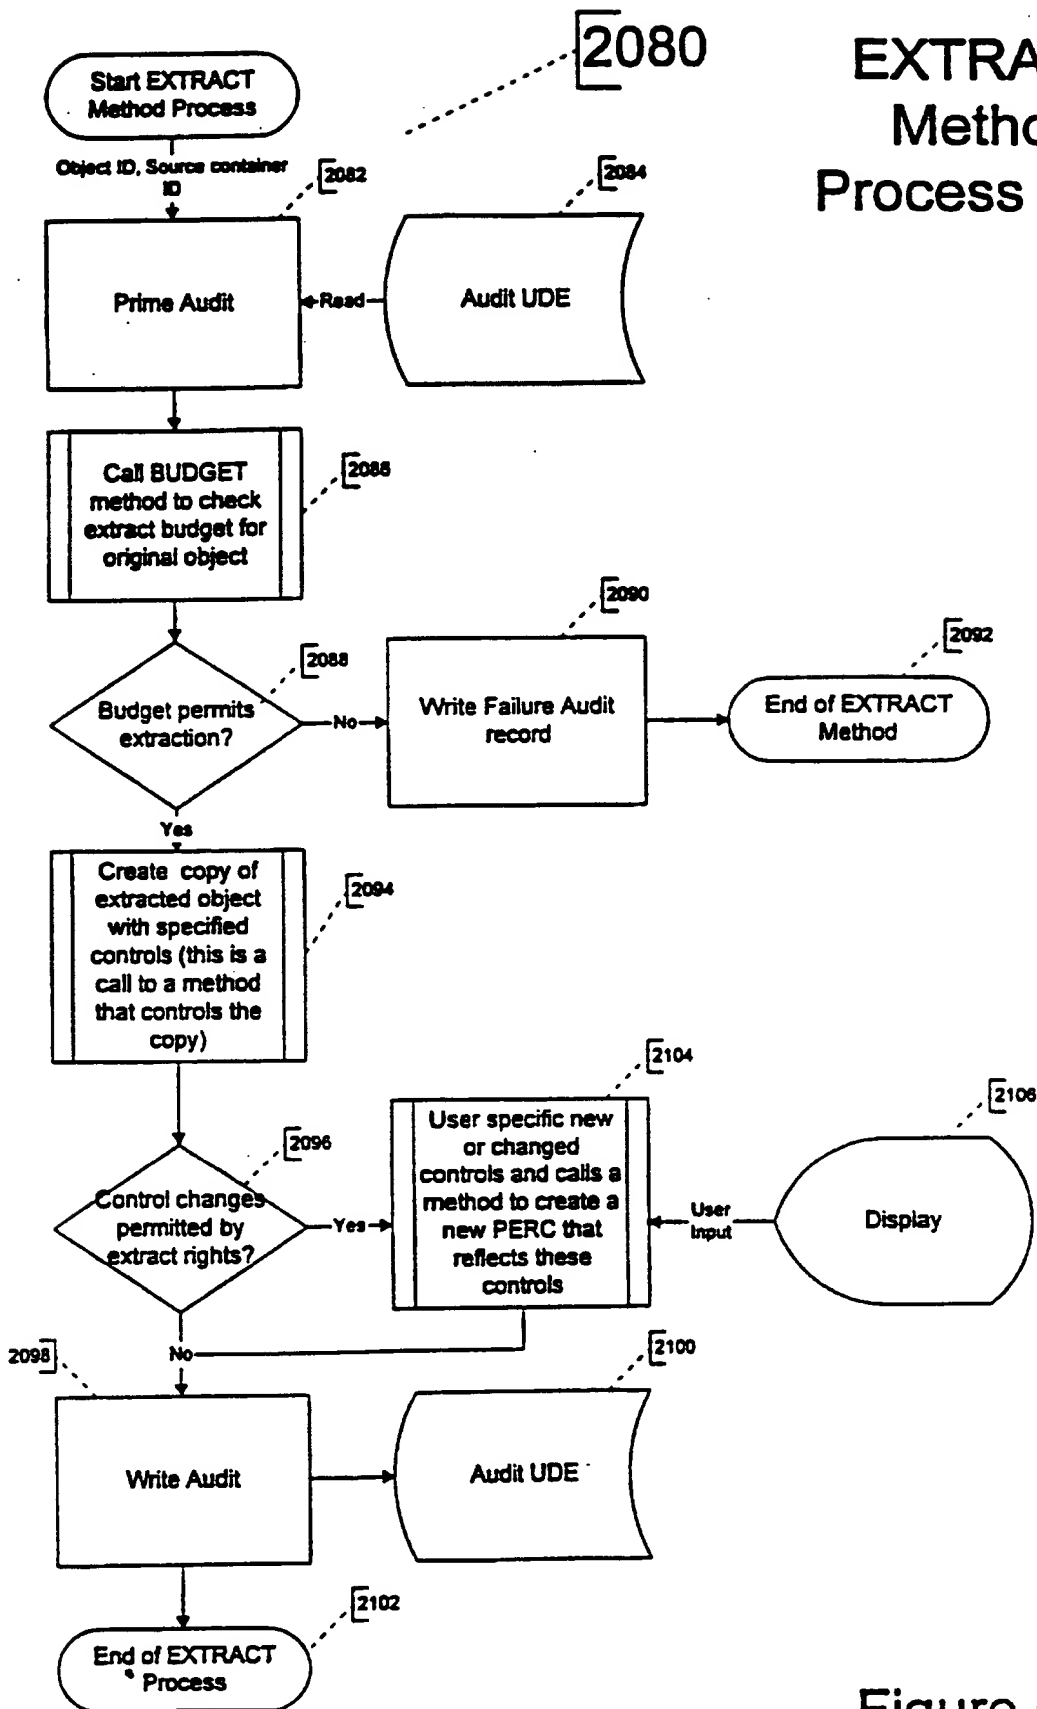 2080
EXTRA
Metho
Process
Start EXTRACT
Method Process
Object ID, Source container
ID
2082
2084
Prime Audit
Read
Audit UDE
Call BUDGET
method to check
extract budget for
original object
2086
2090
2092
2088
Budget permits
extraction?
No
Write Failure Audit
record
End of EXTRACT
Method
Yes
Create copy of
extracted object
with specified
controls (this is a
call to a method
that controls the
copy)
2094
2104
2106
User specific new
or changed
controls and calls a
method to create a
new PERC that
reflects these
controls
2096
Control changes
permitted by
extract rights?
Yes
User
Input
Display
2098
No
2100
Write Audit
Audit UDE
2102
End of EXTRACT
Process
Figure